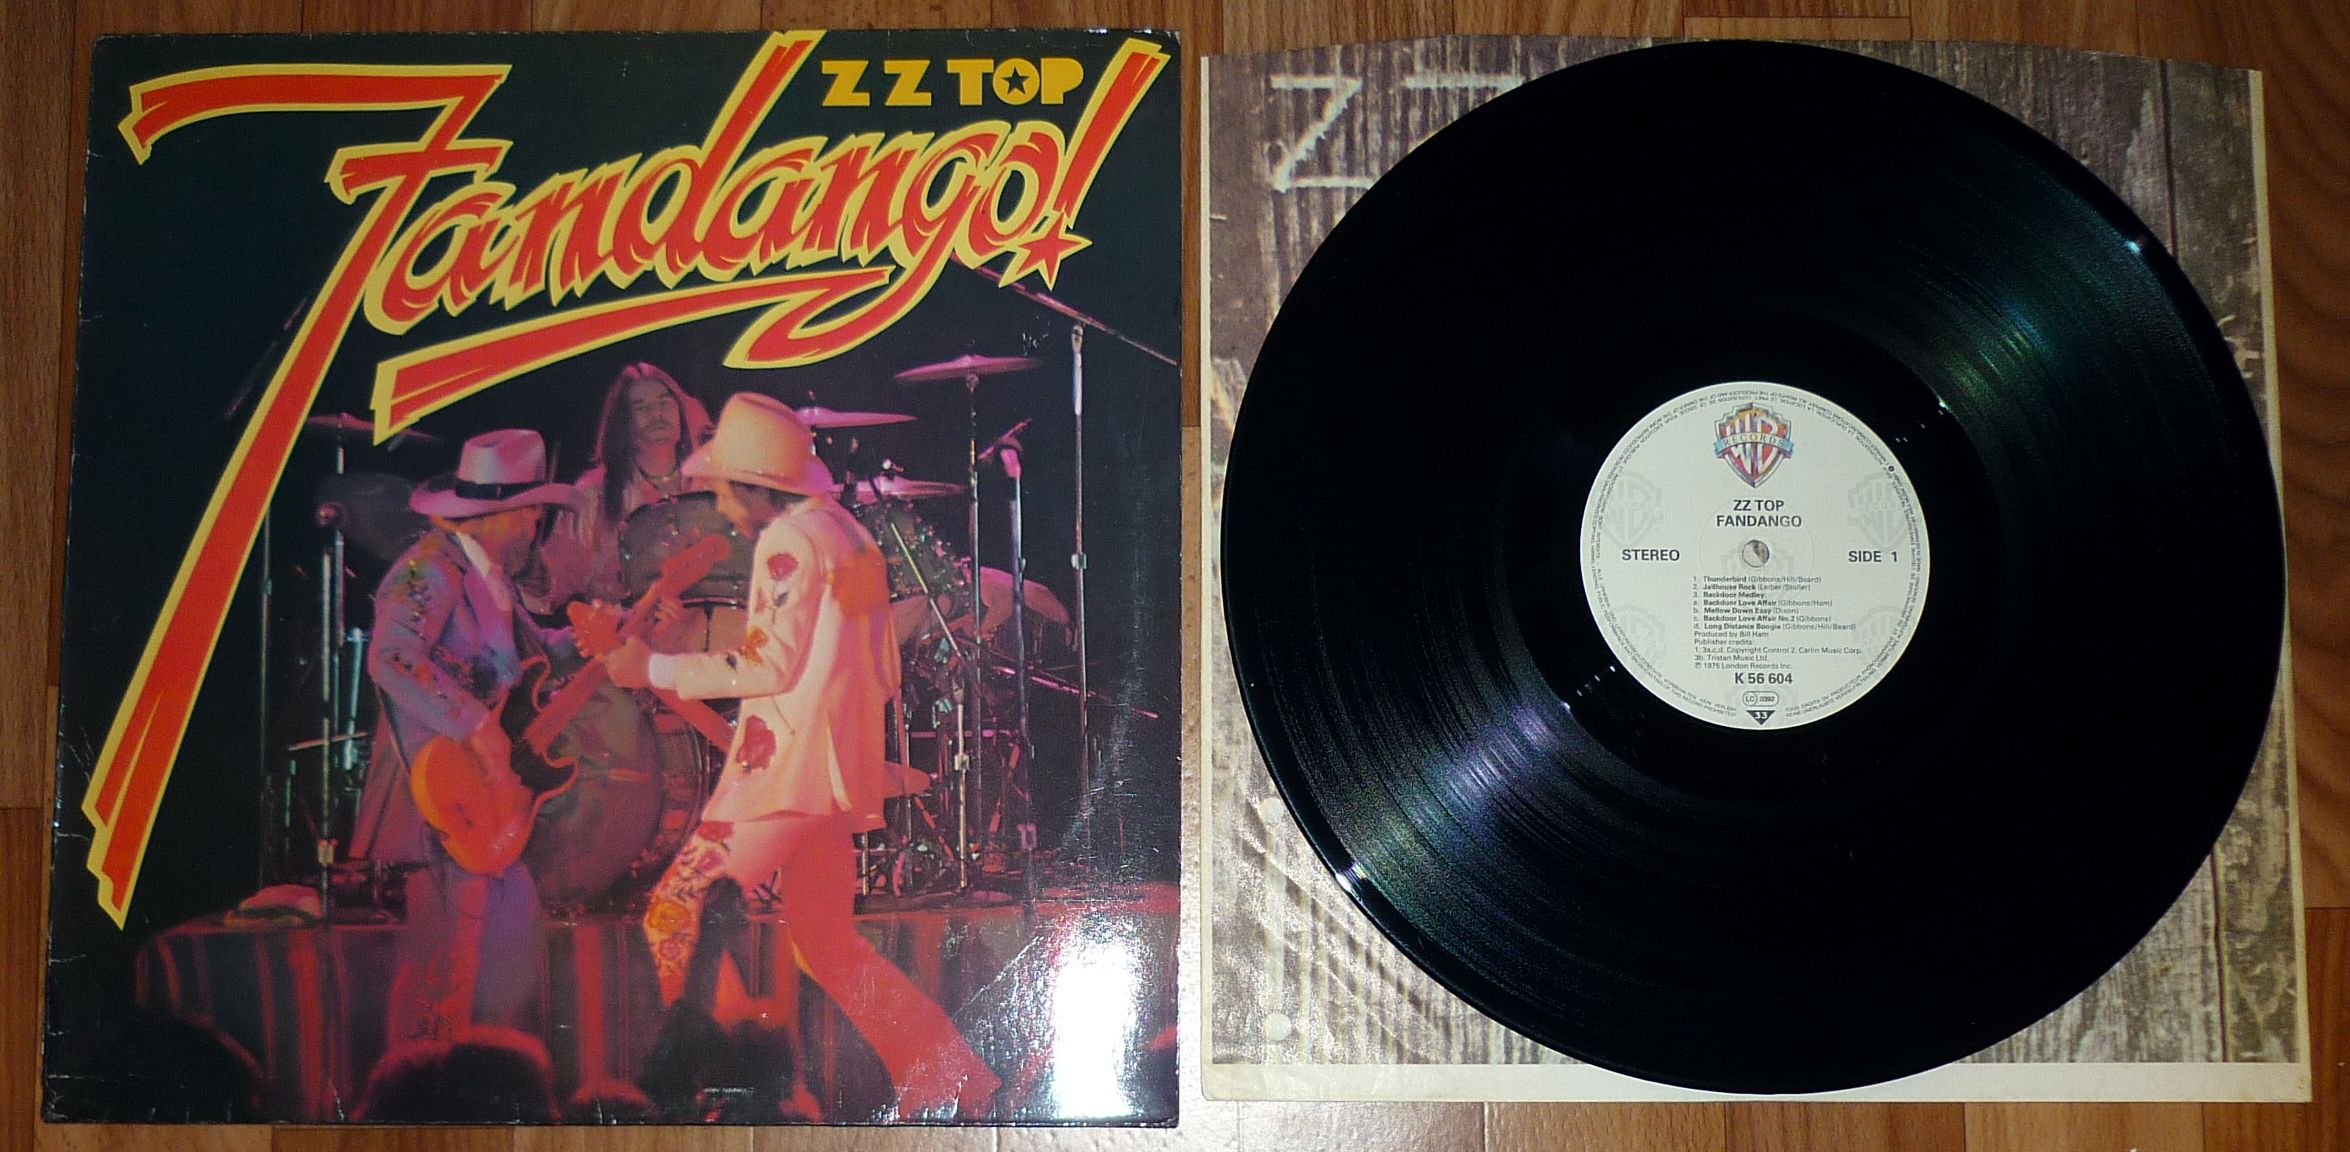 ZZ TOP
Fandango!
ZZ
RECORDS
ZZ TOP
FANDANGO
STEREO
SIDE 1
1. Thunderbird (Gibbons/Hill/Beard)
2. Jailhouse Rock (Leiber/Stoller)
3. Backdoor Medley:
a. Backdoor Love Affair (Gibbons/Ham)
b. Mellow Down Easy (Dixon)
c. Backdoor Love Affair No.2 (Gibbons)
d. Long Distance Boogie (Gibbons/Hill/Beard)
Produced by Bill Ham
Publisher credits:
1, 3a,c,d. Copyright Control 2. Carlin Music Corp.
3b. Tristan Music Ltd.
℗ 1975 London Records Inc.
K 56 604
LC 0392
33